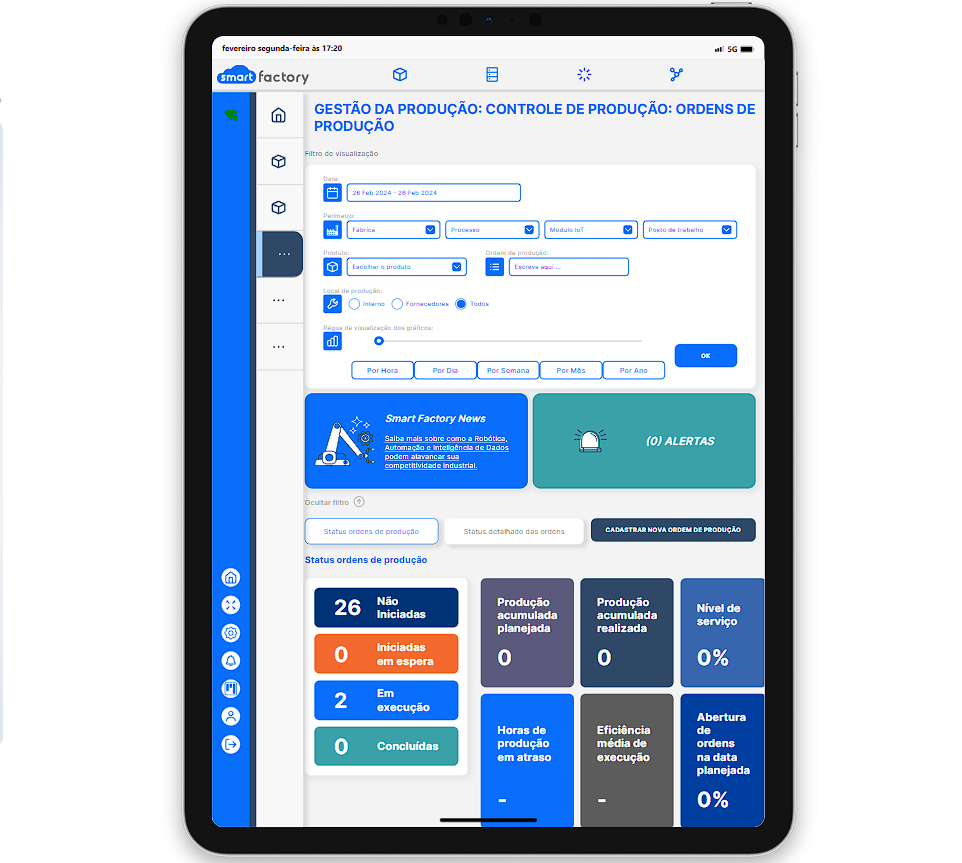 fevereiro segunda-feira às 17:20
5G
smart factory
GESTÃO DA PRODUÇÃO: CONTROLE DE PRODUÇÃO: ORDENS DE
PRODUÇÃO
Filtro de visualização
Data:
26 Feb 2024 - 26 Feb 2024
Perímetro:
Fábrica
Processo
Módulo IoT
Posto de trabalho
Produto:
Ordem de produção:
Escolher o produto
Escreva aqui ...
Local de produção:
Interno
Fornecedores
Todos
Régua de visualização dos gráficos:
OK
Por Hora
Por Dia
Por Semana
Por Mês
Por Ano
Smart Factory News
Saiba mais sobre como a Robótica,
Automação e Inteligência de Dados
podem alavancar sua
competitividade industrial.
(0) ALERTAS
Ocultar filtro
Status ordens de produção
Status detalhado das ordens
CADASTRAR NOVA ORDEM DE PRODUÇÃO
Status ordens de produção
26
Não
Iniciadas
0
Iniciadas
em espera
2
Em
execução
0
Concluídas
Produção
acumulada
planejada
0
Produção
acumulada
realizada
0
Nível de
serviço
0%
Horas de
produção
em atraso
-
Eficiência
média de
execução
-
Abertura
de
ordens
na data
planejada
0%